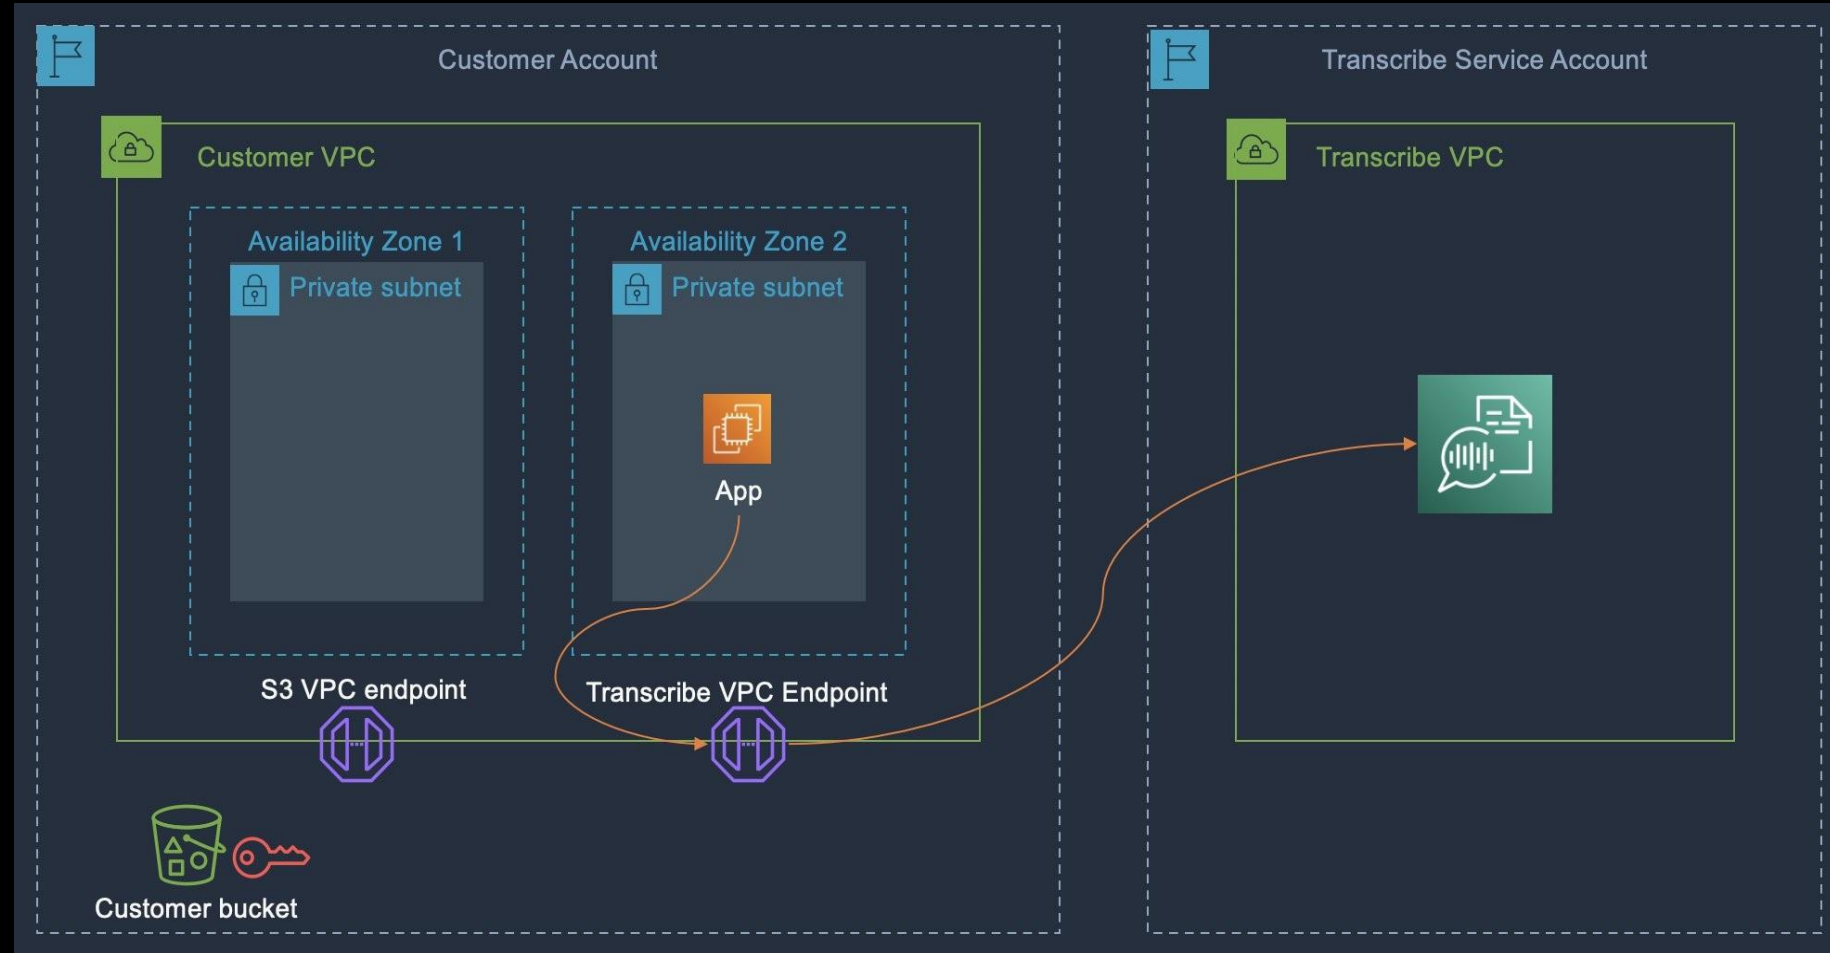 Customer Account
Transcribe Service Account
Customer VPC
Transcribe VPC
Availability Zone 1
Availability Zone 2
Private subnet
Private subnet
App
S3 VPC endpoint
Transcribe VPC Endpoint
Customer bucket